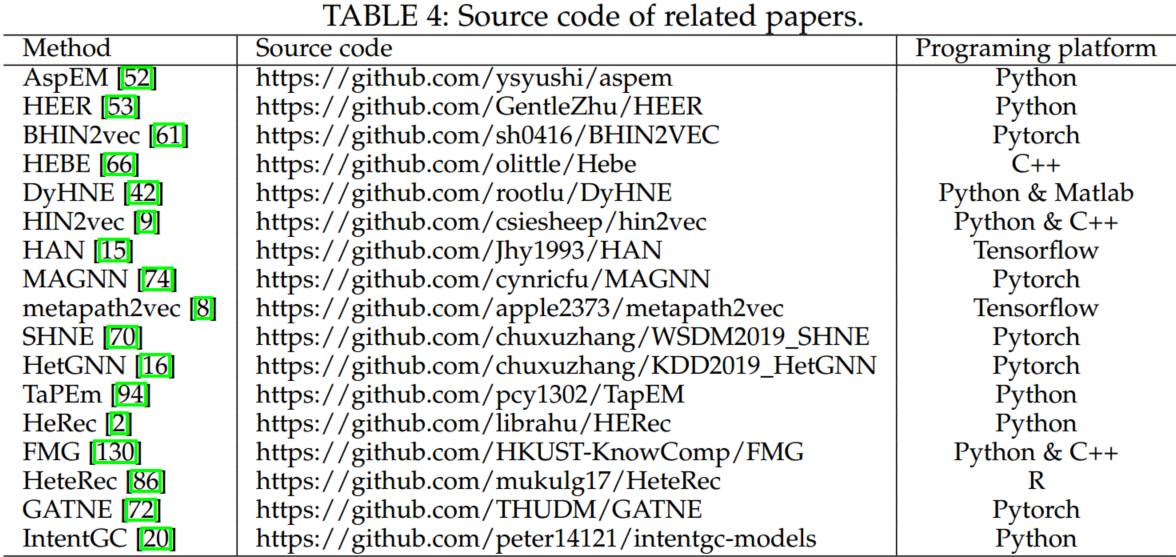 TABLE 4: Source code of related papers.
Method Source code Programing platform
AspEM [52] https://github.com/ysyushi/aspem Python
HEER [53] https://github.com/GentleZhu/HEER Python
BHIN2vec [61] https://github.com/sh0416/BHIN2VEC Pytorch
HEBE [66] https://github.com/olittle/Hebe C++
DyHNE [42] https://github.com/rootlu/DyHNE Python & Matlab
HIN2vec [9] https://github.com/csiesheep/hin2vec Python & C++
HAN [15] https://github.com/Jhy1993/HAN Tensorflow
MAGNN [74] https://github.com/cynricfu/MAGNN Pytorch
metapath2vec [8] https://github.com/apple2373/metapath2vec Tensorflow
SHNE [70] https://github.com/chuxuzhang/WSDM2019_SHNE Pytorch
HetGNN [16] https://github.com/chuxuzhang/KDD2019_HetGNN Pytorch
TaPEm [94] https://github.com/pcy1302/TapEM Python
HeRec [2] https://github.com/librahu/HERec Python
FMG [130] https://github.com/HKUST-KnowComp/FMG Python & C++
HeteRec [86] https://github.com/mukulg17/HeteRec R
GATNE [72] https://github.com/THUDM/GATNE Pytorch
IntentGC [20] https://github.com/peter14121/intentgc-models Python